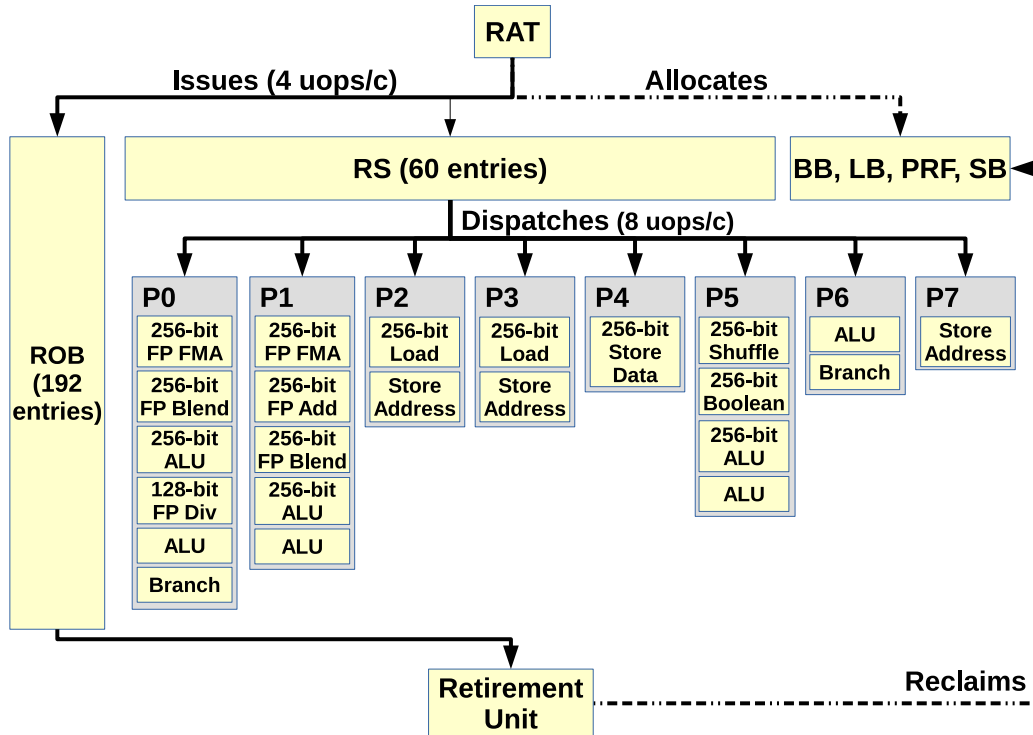 RAT
Issues (4 uops/c)
Allocates
RS (60 entries)
BB, LB, PRF, SB
Dispatches (8 uops/c)
ROB
(192
entries)
P0
256-bit
FP FMA
256-bit
FP Blend
256-bit
ALU
128-bit
FP Div
ALU
Branch
P1
256-bit
FP FMA
256-bit
FP Add
256-bit
FP Blend
256-bit
ALU
ALU
P2
256-bit
Load
Store
Address
P3
256-bit
Load
Store
Address
P4
256-bit
Store
Data
P5
256-bit
Shuffle
256-bit
Boolean
256-bit
ALU
ALU
P6
ALU
Branch
P7
Store
Address
Retirement
Unit
Reclaims